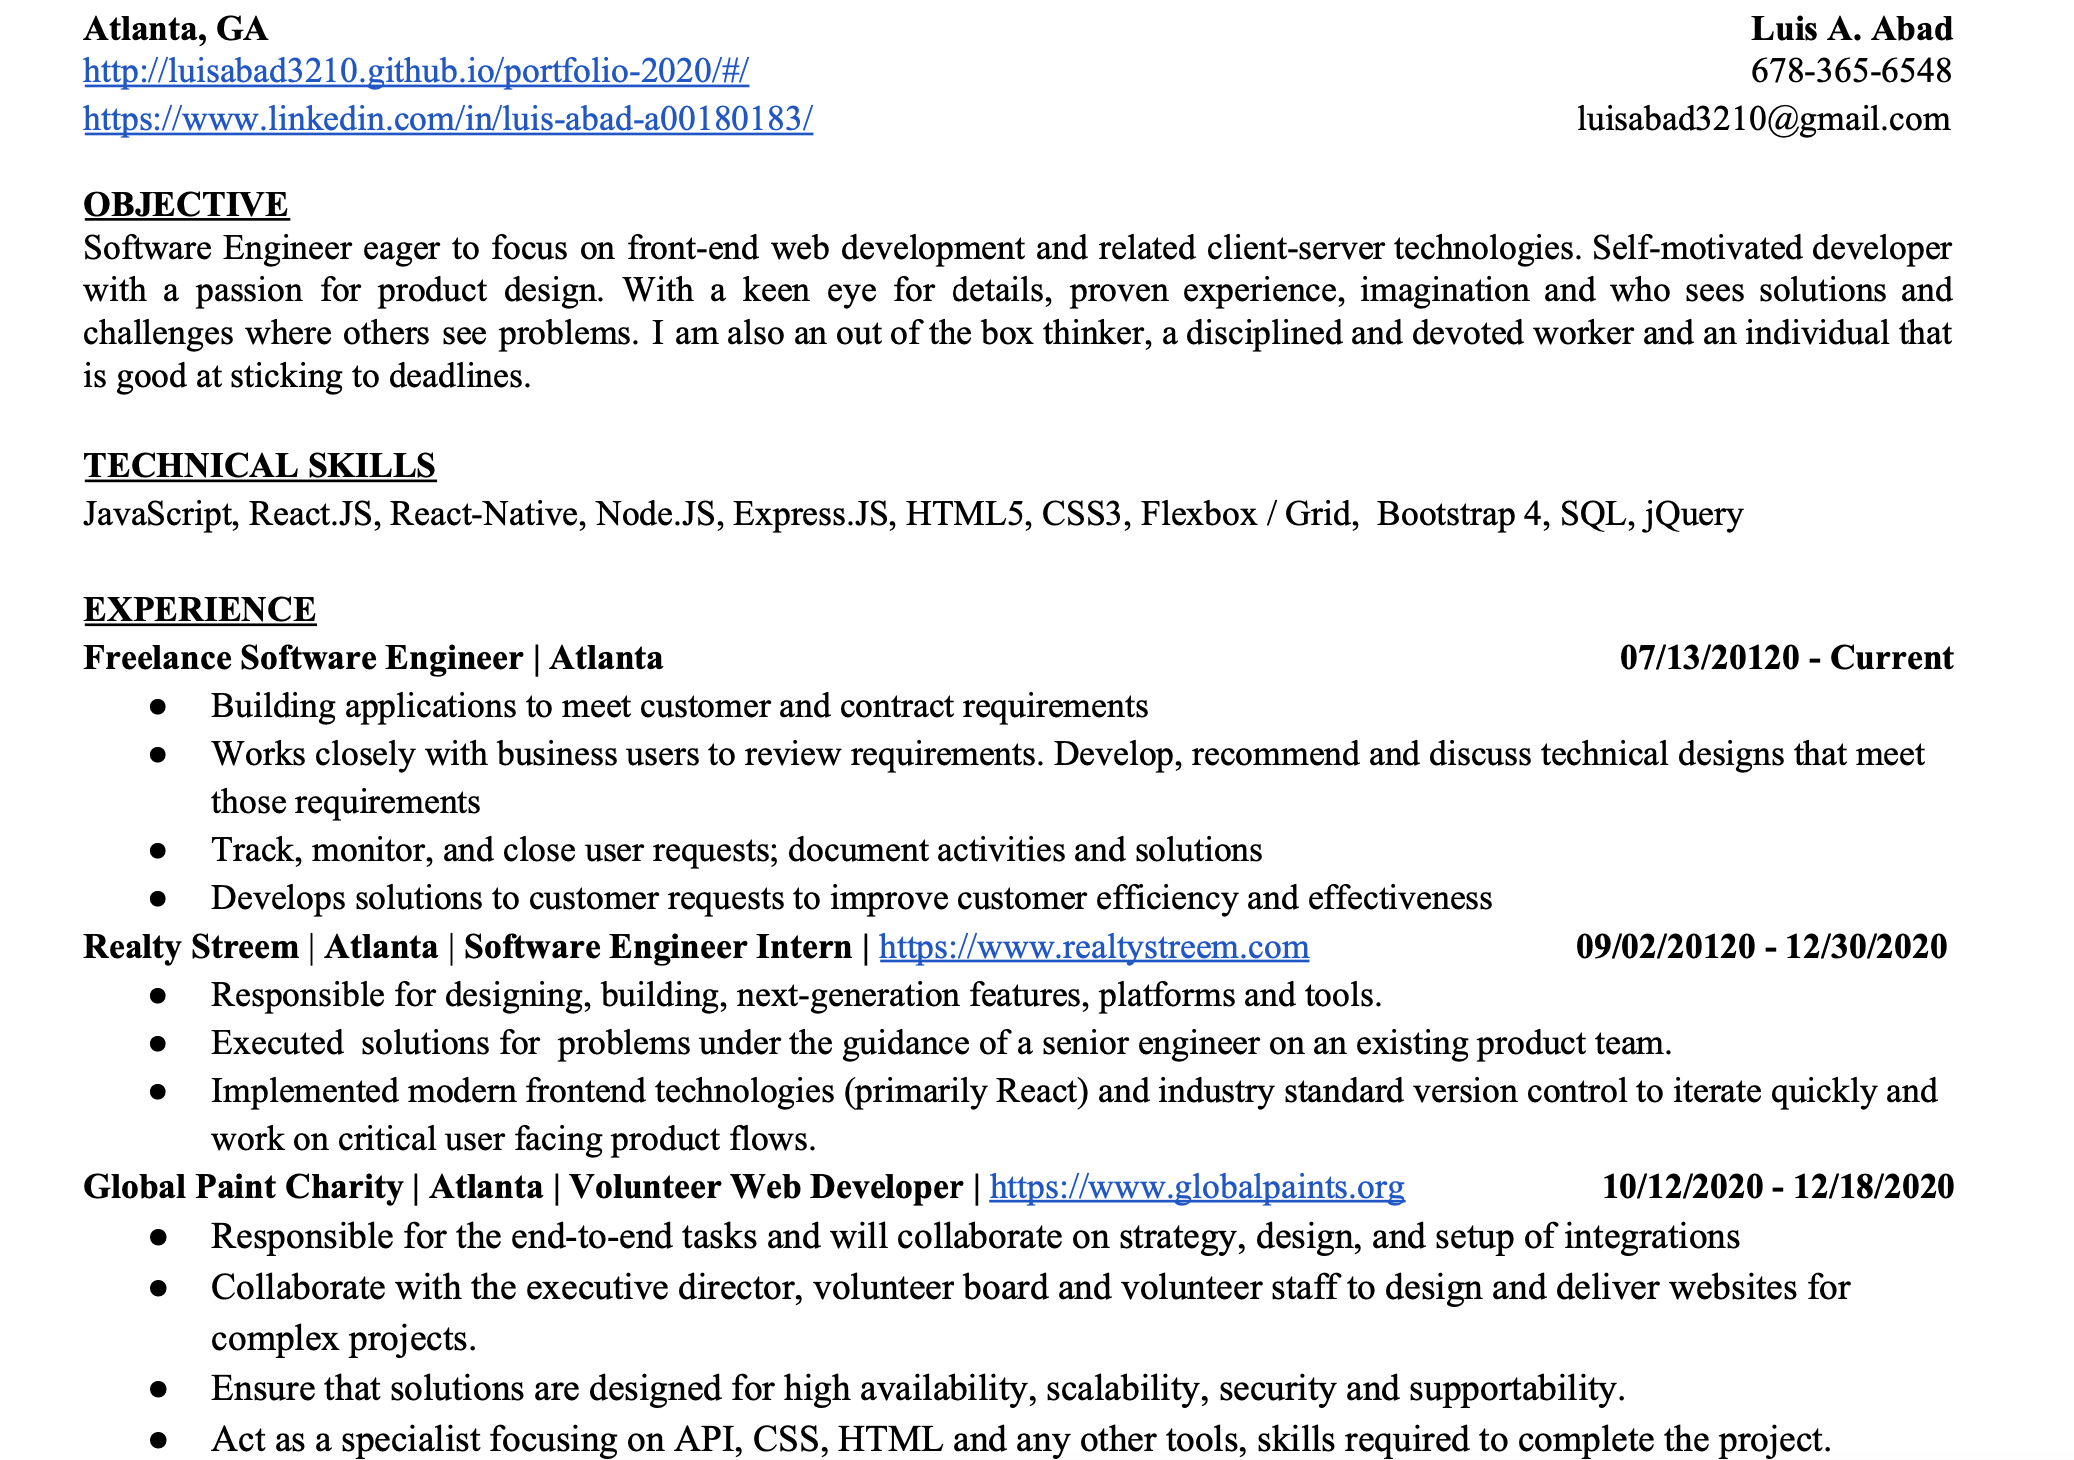 Atlanta, GA Luis A. Abad
http://luisabad3210.github.io/portfolio-2020/#/ 678-365-6548
https://www.linkedin.com/in/luis-abad-a00180183/ luisabad3210@gmail.com
OBJECTIVE
Software Engineer eager to focus on front-end web development and related client-server technologies. Self-motivated developer
with a passion for product design. With a keen eye for details, proven experience, imagination and who sees solutions and
challenges where others see problems. I am also an out of the box thinker, a disciplined and devoted worker and an individual that
is good at sticking to deadlines.
TECHNICAL SKILLS
JavaScript, React.JS, React-Native, Node.JS, Express.JS, HTML5, CSS3, Flexbox / Grid,  Bootstrap 4, SQL, jQuery
EXPERIENCE
Freelance Software Engineer | Atlanta 07/13/20120 - Current
● Building applications to meet customer and contract requirements
● Works closely with business users to review requirements. Develop, recommend and discuss technical designs that meet
those requirements
● Track, monitor, and close user requests; document activities and solutions
● Develops solutions to customer requests to improve customer efficiency and effectiveness
Realty Streem | Atlanta | Software Engineer Intern | https://www.realtystreem.com 09/02/20120 - 12/30/2020
● Responsible for designing, building, next-generation features, platforms and tools.
● Executed  solutions for  problems under the guidance of a senior engineer on an existing product team.
● Implemented modern frontend technologies (primarily React) and industry standard version control to iterate quickly and
work on critical user facing product flows.
Global Paint Charity | Atlanta | Volunteer Web Developer | https://www.globalpaints.org 10/12/2020 - 12/18/2020
● Responsible for the end-to-end tasks and will collaborate on strategy, design, and setup of integrations
● Collaborate with the executive director, volunteer board and volunteer staff to design and deliver websites for
complex projects.
● Ensure that solutions are designed for high availability, scalability, security and supportability.
● Act as a specialist focusing on API, CSS, HTML and any other tools, skills required to complete the project.